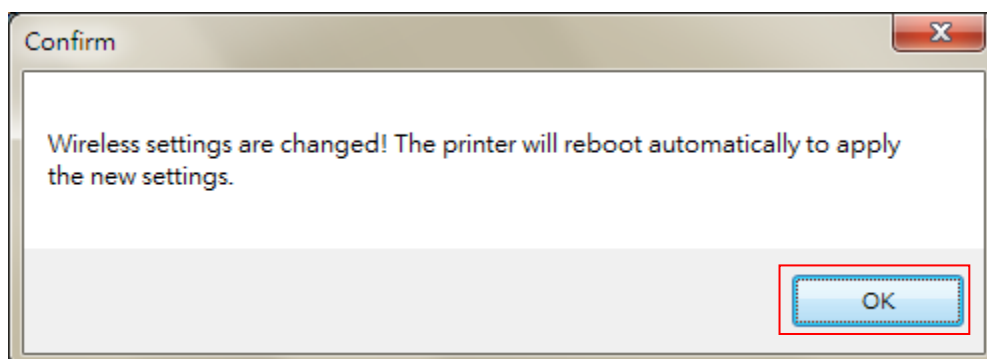 Confirm
Wireless settings are changed! The printer will reboot automatically to apply
the new settings.
OK